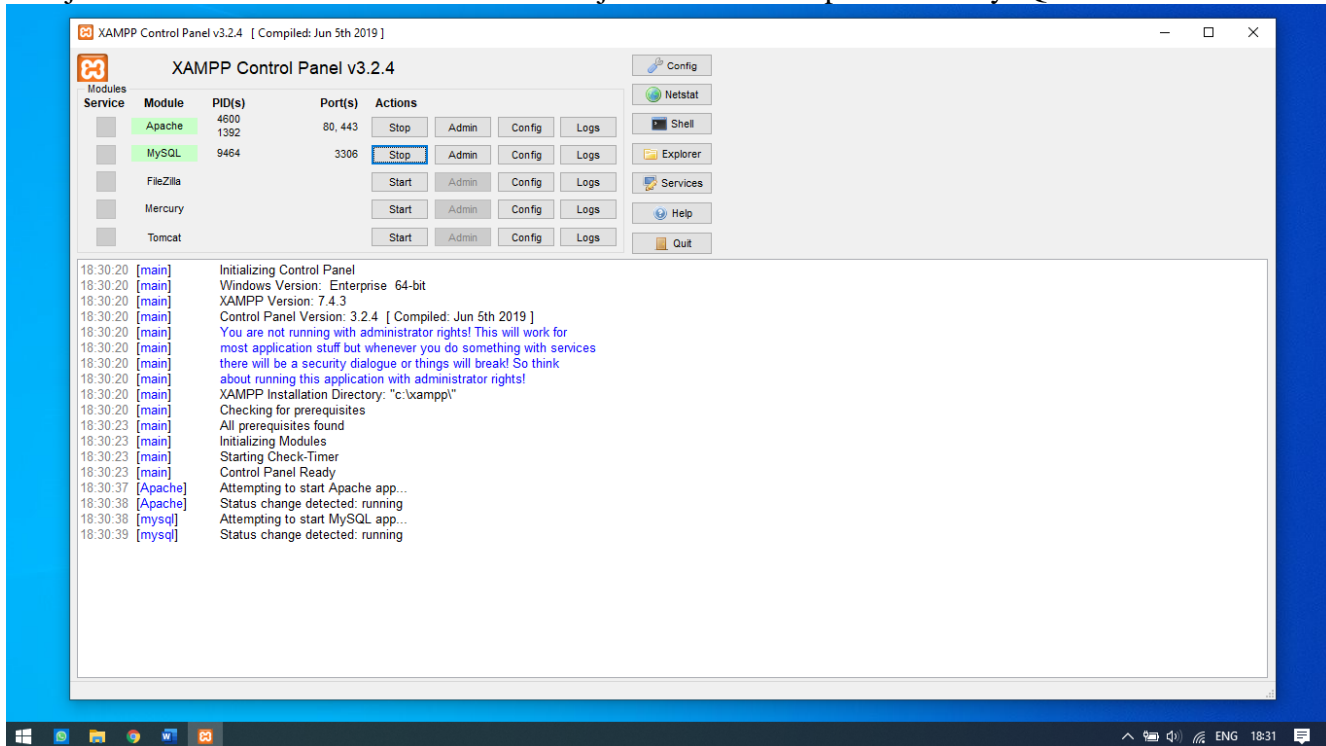 XAMPP Control Panel v3.2.4 [ Compiled: Jun 5th 2019 ]
XAMPP Control Panel v3.2.4
Config
Modules
Service Module PID(s) Port(s) Actions
Netstat
Apache 4600 1392 80, 443 Stop Admin Config Logs
Shell
MySQL 9464 3306 Stop Admin Config Logs
Explorer
FileZilla Start Admin Config Logs
Services
Mercury Start Admin Config Logs
Help
Tomcat Start Admin Config Logs
Quit
18:30:20 [main] Initializing Control Panel
18:30:20 [main] Windows Version: Enterprise 64-bit
18:30:20 [main] XAMPP Version: 7.4.3
18:30:20 [main] Control Panel Version: 3.2.4 [ Compiled: Jun 5th 2019 ]
18:30:20 [main] You are not running with administrator rights! This will work for
18:30:20 [main] most application stuff but whenever you do something with services
18:30:20 [main] there will be a security dialogue or things will break! So think
18:30:20 [main] about running this application with administrator rights!
18:30:20 [main] XAMPP Installation Directory: "c:\xampp\"
18:30:20 [main] Checking for prerequisites
18:30:23 [main] All prerequisites found
18:30:23 [main] Initializing Modules
18:30:23 [main] Starting Check-Timer
18:30:23 [main] Control Panel Ready
18:30:37 [Apache] Attempting to start Apache app...
18:30:38 [Apache] Status change detected: running
18:30:38 [mysql] Attempting to start MySQL app...
18:30:39 [mysql] Status change detected: running
ENG 18:31